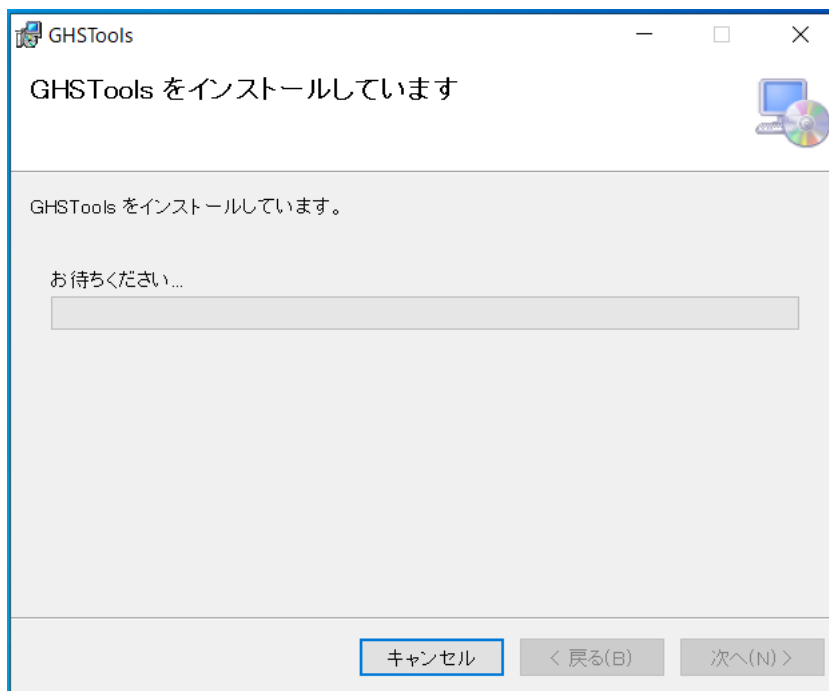 GHSTools
GHSTools をインストールしています
GHSTools をインストールしています。
お待ちください...
キャンセル
< 戻る(B)
次へ(N) >